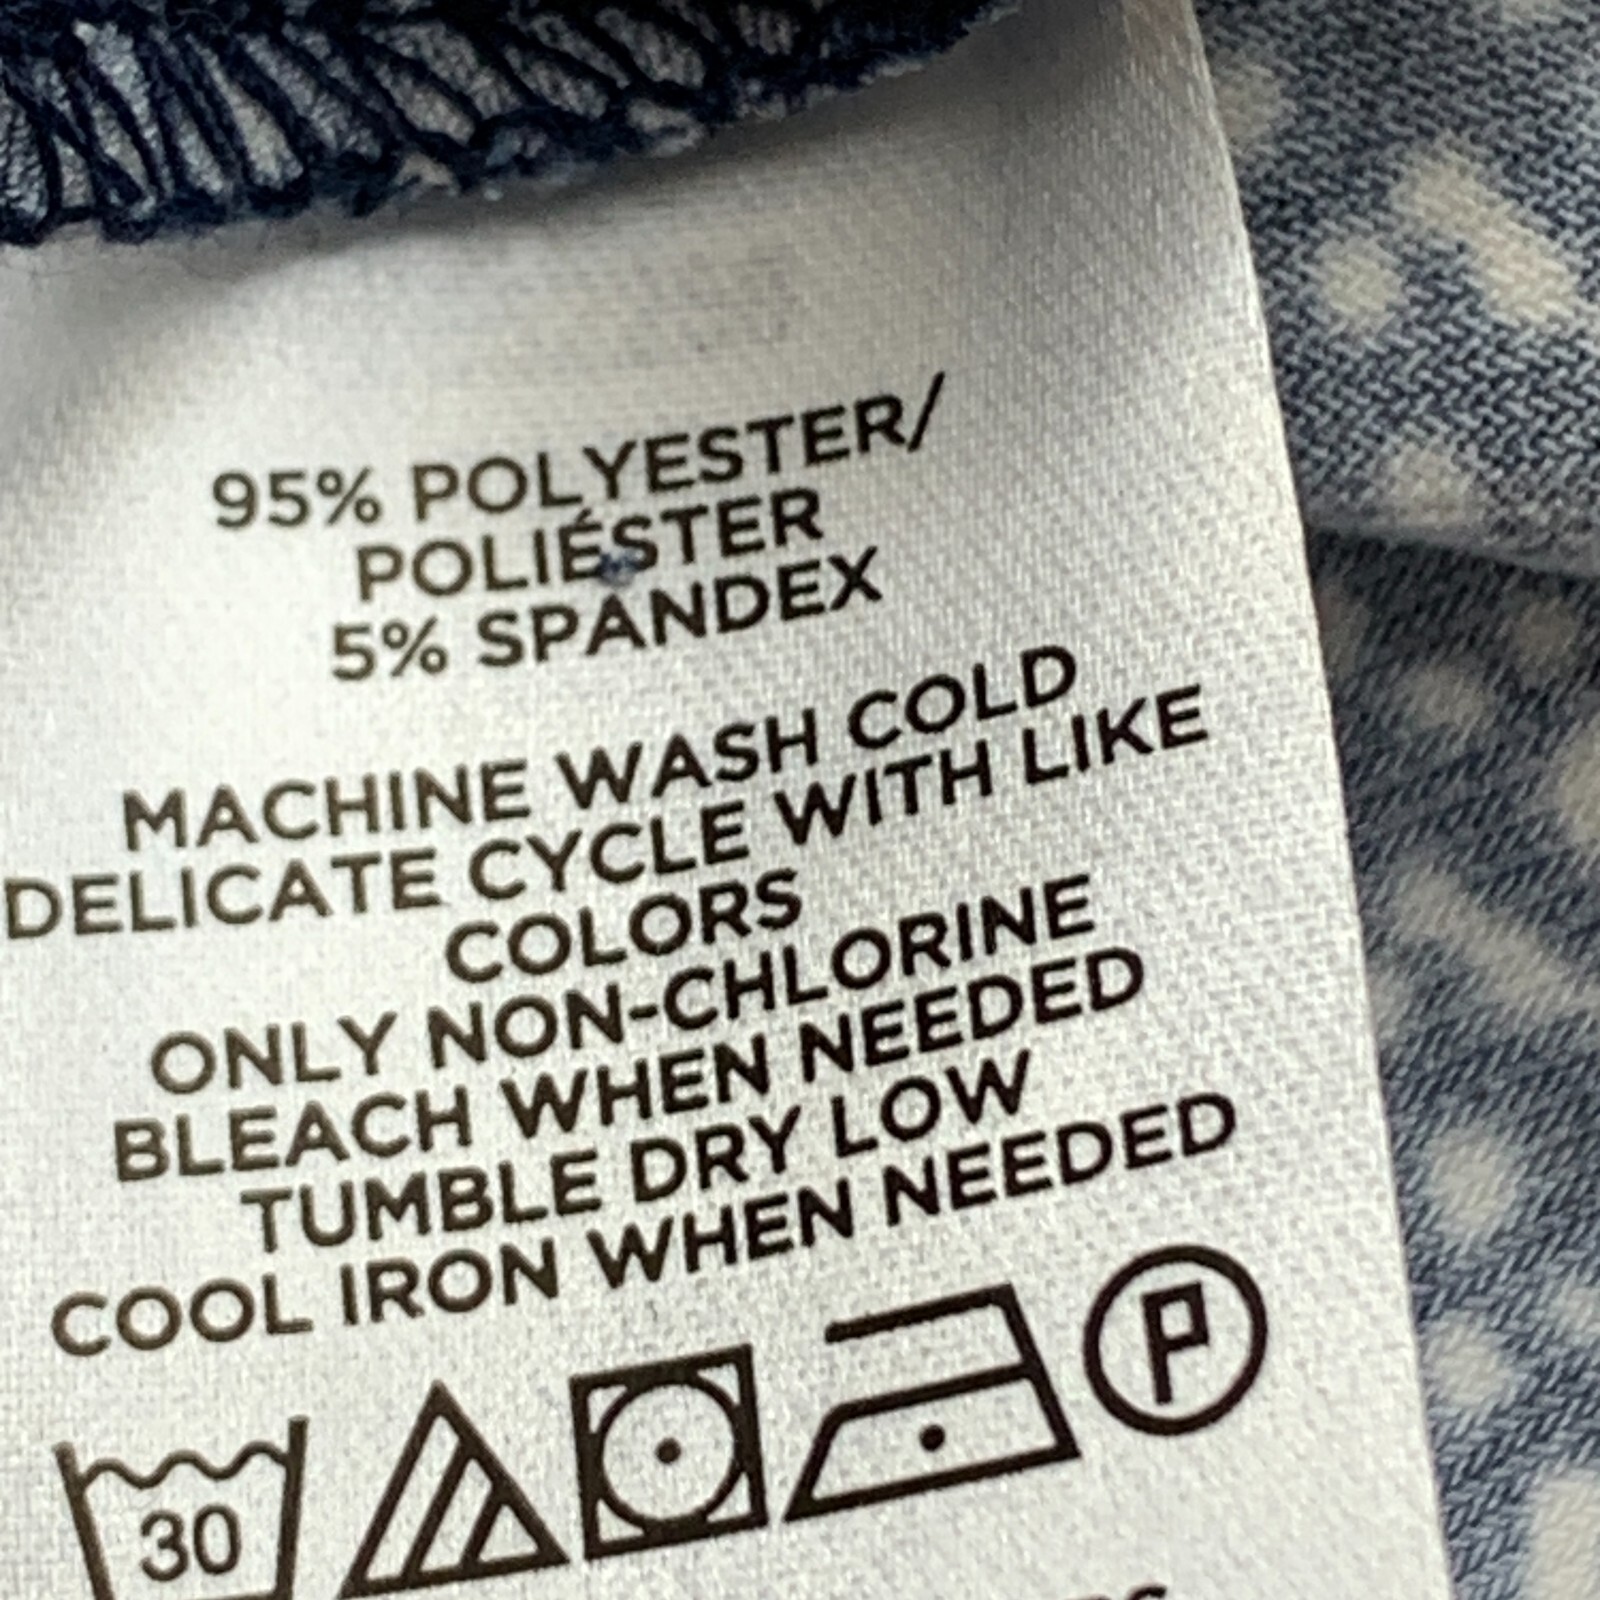 95% POLYESTER/
POLIÉSTER
5% SPANDEX
MACHINE WASH COLD
DELICATE CYCLE WITH LIKE
COLORS
ONLY NON-CHLORINE
BLEACH WHEN NEEDED
TUMBLE DRY LOW
COOL IRON WHEN NEEDED
30 P